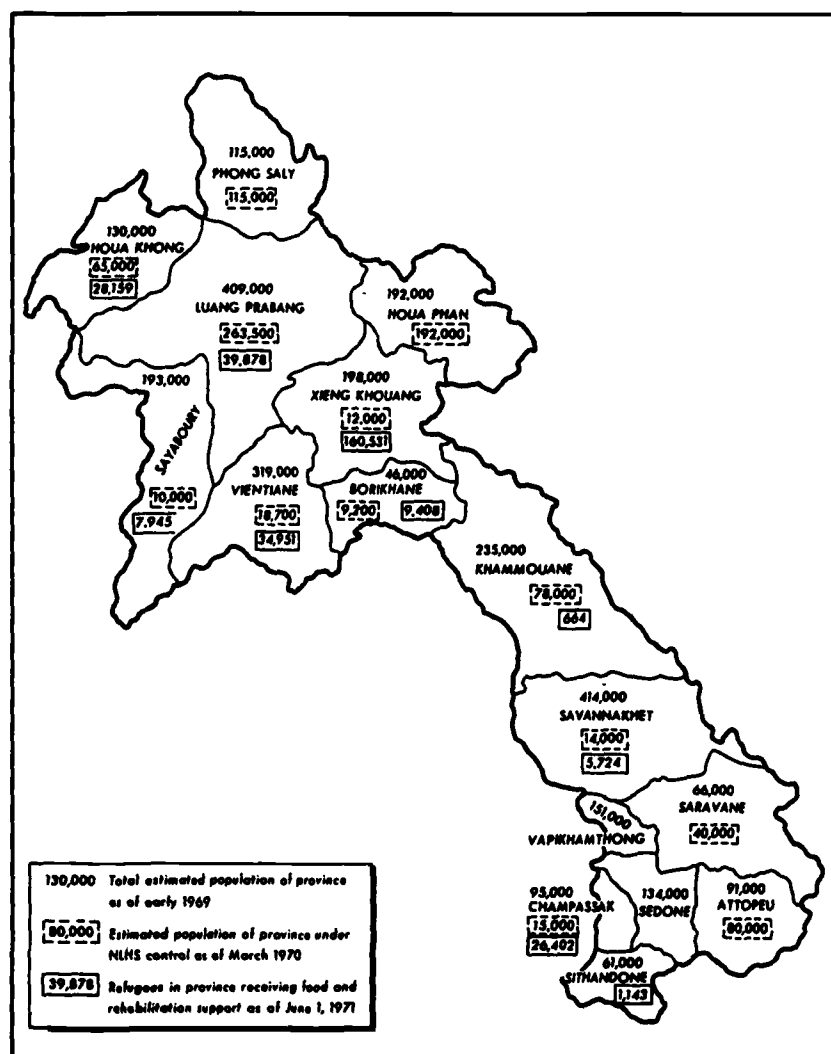 115,000
PHONG SALY
115,000
130,000
HOUA KHONG
65,000
28,159
409,000
LUANG PRABANG
263,500
39,878
192,000
HOUA PHAN
192,000
193,000
SAYABOURY
10,000
7,945
198,000
XIENG KHOUANG
12,000
160,531
319,000
VIENTIANE
18,700
34,951
46,000
BORIKHANE
9,200 9,408
235,000
KHAMMOUANE
78,000
664
414,000
SAVANNAKHET
14,000
5,724
66,000
SARAVANE
40,000
151,000
VAPIKHAMTHONG
95,000
CHAMPASSAK
15,000
26,402
134,000
SEDONE
91,000
ATTOPEU
80,000
61,000
SITHANDONE
1,143
130,000 Total estimated population of province
as of early 1969
80,000 Estimated population of province under
NLHS control as of March 1970
39,878 Refugees in province receiving food and
rehabilitation support as of June 1, 1971